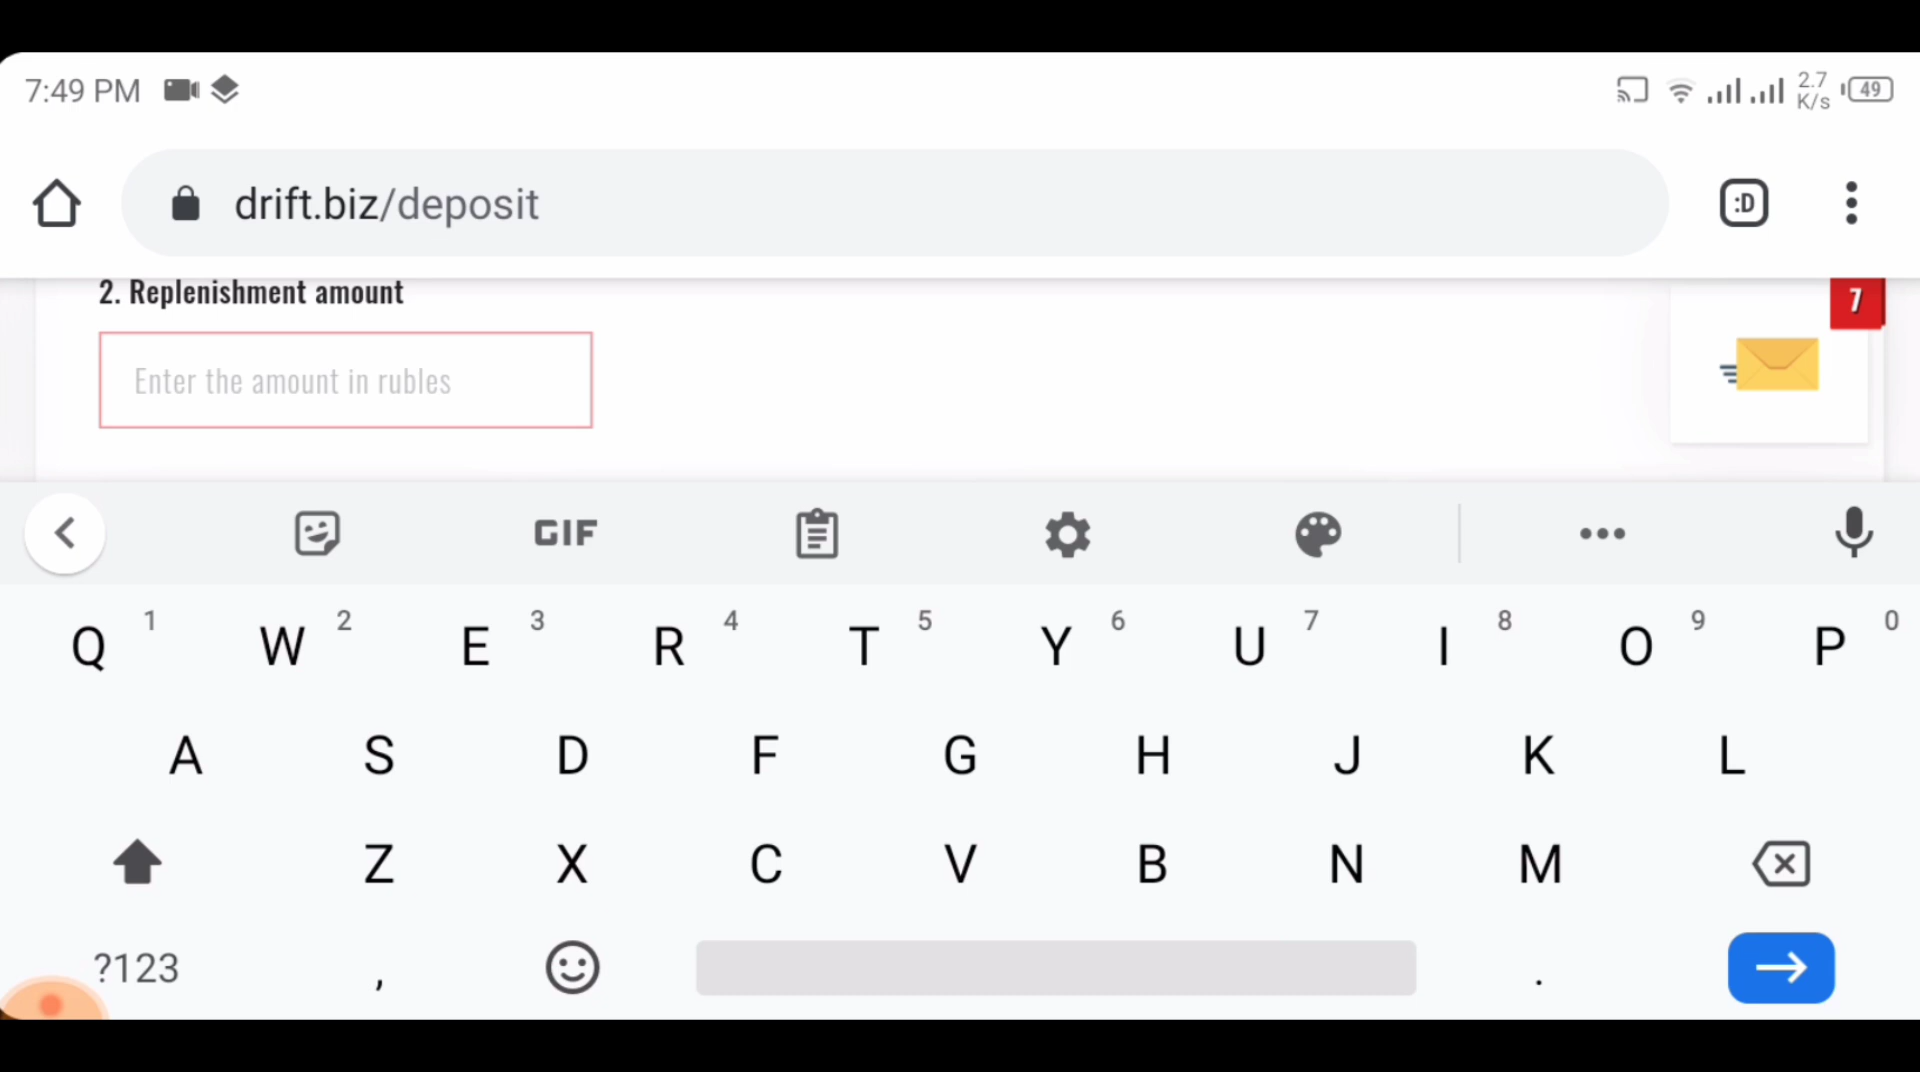 7:49 PM
2.7
K/s
49
drift.biz/deposit
:D
2. Replenishment amount
7
Enter the amount in rubles
GIF
Q 1 W 2 E 3 R 4 T 5 Y 6 U 7 I 8 O 9 P 0
A S D F G H J K L
Z X C V B N M
?123 , .